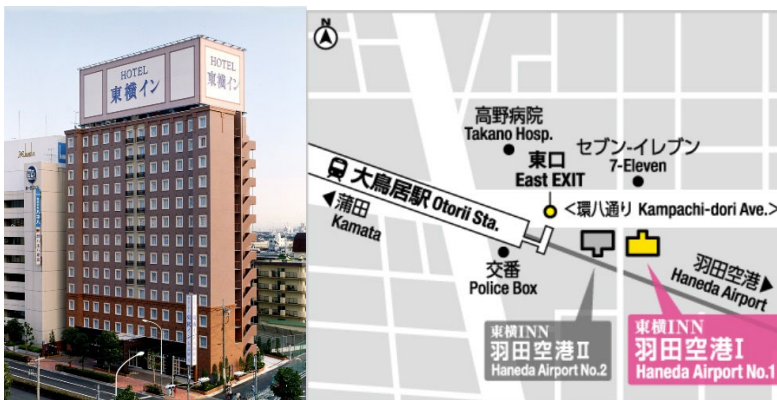 HOTEL
東横イン
HOTEL
東横イン
N
高野病院
Takano Hosp.
セブン-イレブン
7-Eleven
東口
East EXIT
大鳥居駅 Otorii Sta.
<環八通り Kampachi-dori Ave.>
蒲田
Kamata
交番
Police Box
羽田空港
Haneda Airport
東横INN
羽田空港II
Haneda Airport No.2
東横INN
羽田空港I
Haneda Airport No.1